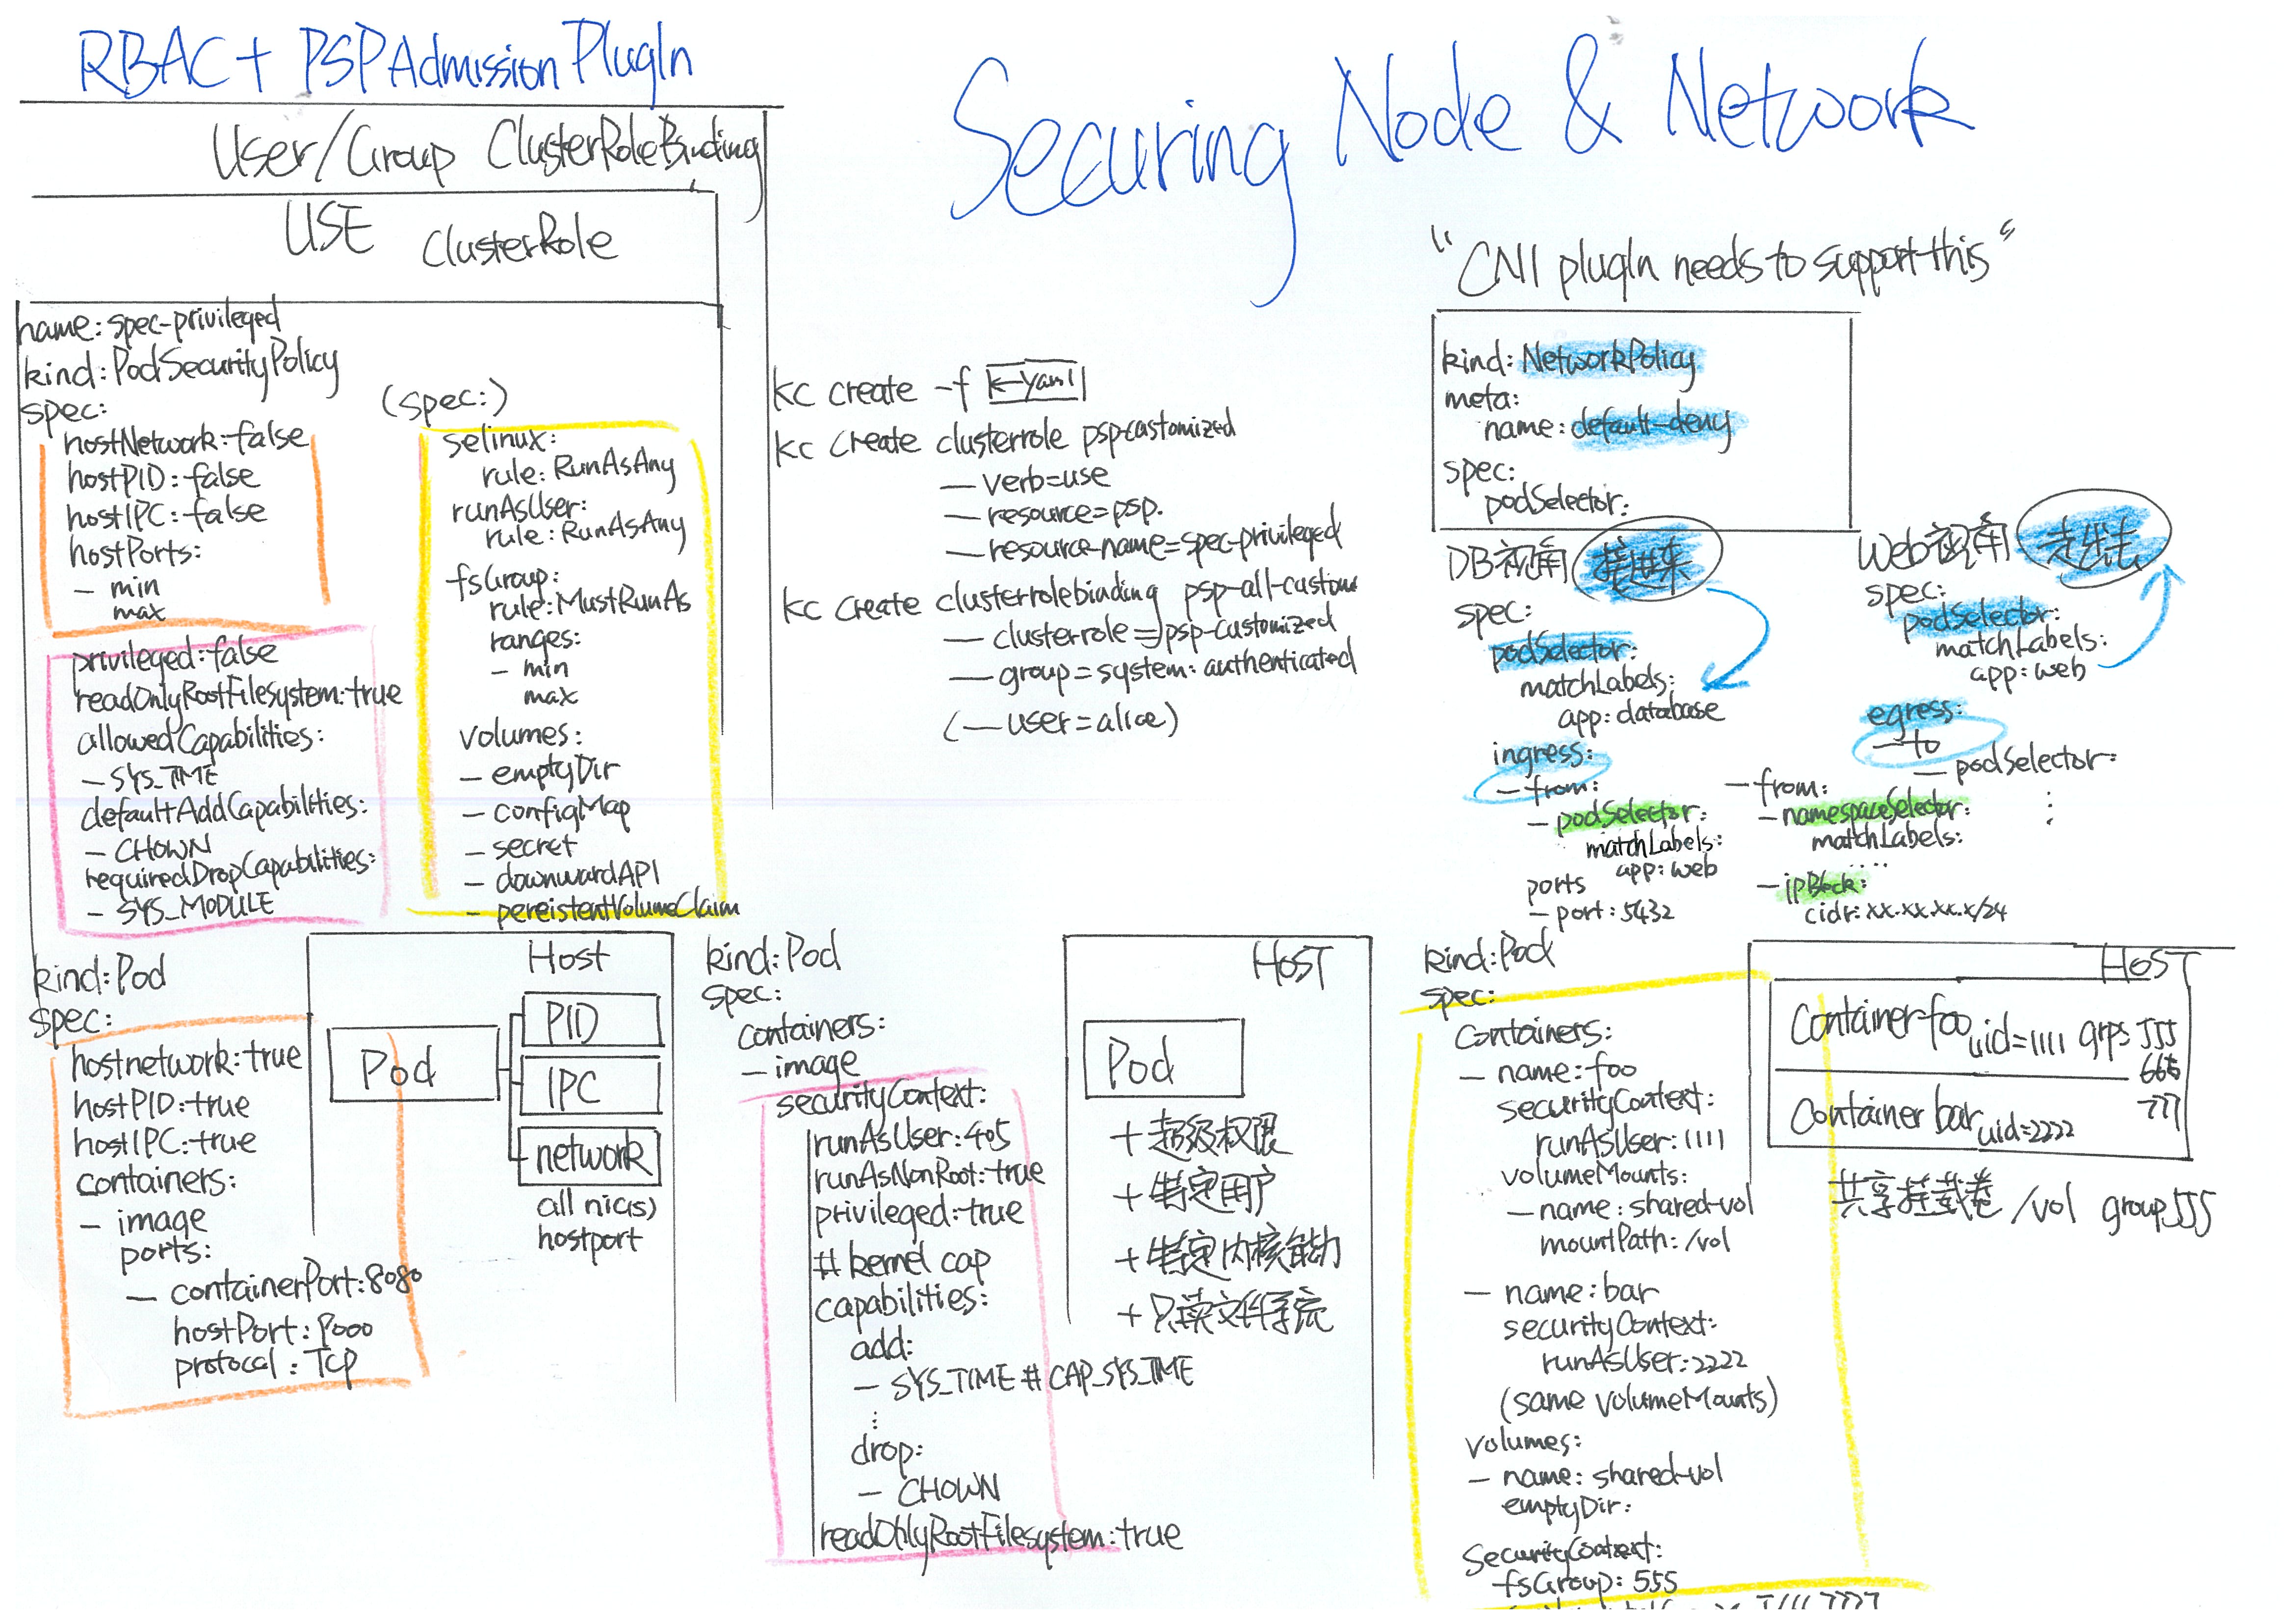 RBAC + PSP Admission PlugIn
User/Group ClusterRoleBinding
USE ClusterRole
name: spec-privileged
kind: PodSecurityPolicy
spec:
hostNetwork: false
hostPID: false
hostIPC: false
hostPorts:
- min
max
privileged: false
readOnlyRootFilesystem: true
allowedCapabilities:
- SYS_TIME
defaultAddCapabilities:
- CHOWN
requiredDropCapabilities:
- SYS_MODULE
(spec:)
selinux:
rule: RunAsAny
runAsUser:
rule: RunAsAny
fsGroup:
rule: MustRunAs
ranges:
- min
max
volumes:
- emptyDir
- configMap
- secret
- downwardAPI
- pereistentVolumeClaim
Securing Node & Network
kc create -f yaml
kc create clusterrole psp-customized
— verb=use
— resource=psp.
— resource-name=spec-privileged
kc create clusterrolebinding psp-all-custom
— clusterrole=psp-customized
— group=system:authenticated
(— user=alice)
"CNI plugIn needs to support this"
kind: NetworkPolicy
meta:
name: default-deny
spec:
podSelector:
DB视角 接进来
spec:
podSelector:
matchLabels:
app: database
ingress:
- from:
- podSelector:
matchLabels:
app: web
ports
- port: 5432
- from:
- namespaceSelector:
matchLabels:
....
- ipBlock:
cidr: xx.xx.xx.x/24
Web视角 走出去
spec:
podSelector:
matchLabels:
app: web
egress:
- to
- podSelector:
kind: Pod
spec:
hostnetwork: true
hostPID: true
hostIPC: true
containers:
- image
ports:
- containerPort: 8080
hostPort: 9000
protocal: Tcp
Host
Pod
PID
IPC
network
all nic(s)
hostport
kind: Pod
spec:
containers:
- image
securityContext:
runAsUser: 405
runAsNonRoot: true
privileged: true
# kernel cap
capabilities:
add:
- SYS_TIME # CAP_SYS_TIME
drop:
- CHOWN
readOnlyRootFilesystem: true
HOST
Pod
+ 超级权限
+ 特定用户
+ 特定内核能力
+ 只读文件系统
kind: Pod
spec:
containers:
- name: foo
securityContext:
runAsUser: 1111
volumeMounts:
- name: shared-vol
mountPath: /vol
- name: bar
securityContext:
runAsUser: 2222
(same volumeMounts)
volumes:
- name: shared-vol
emptyDir:
securityContext:
fsGroup: 555
HOST
Container foo uid=1111 grps 555
777
Container bar uid=2222
共享挂载卷 /vol group 555